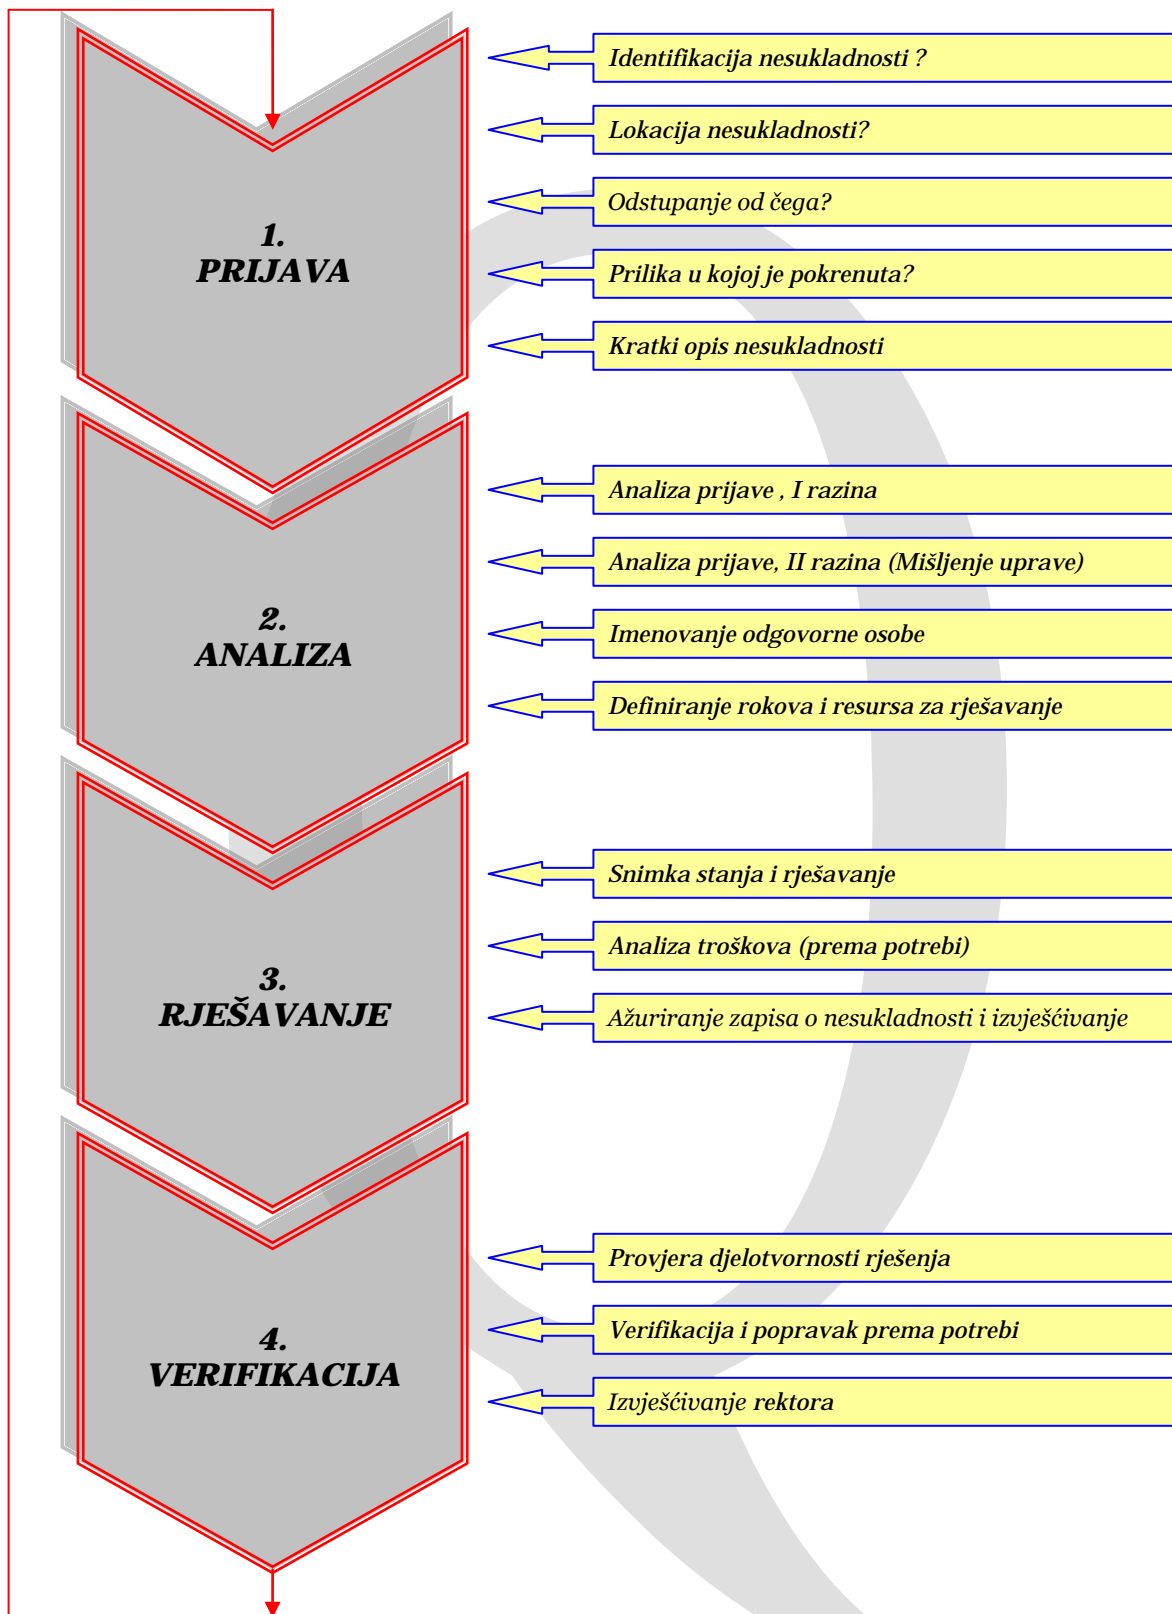 Identifikacija nesukladnosti ?
Lokacija nesukladnosti?
Odstupanje od čega?
1.
PRIJAVA
Prilika u kojoj je pokrenuta?
Kratki opis nesukladnosti
Analiza prijave , I razina
Analiza prijave, II razina (Mišljenje uprave)
2.
ANALIZA
Imenovanje odgovorne osobe
Definiranje rokova i resursa za rješavanje
Snimka stanja i rješavanje
Analiza troškova (prema potrebi)
3.
RJEŠAVANJE
Ažuriranje zapisa o nesukladnosti i izvješćivanje
Provjera djelotvornosti rješenja
Verifikacija i popravak prema potrebi
4.
VERIFIKACIJA
Izvješćivanje rektora